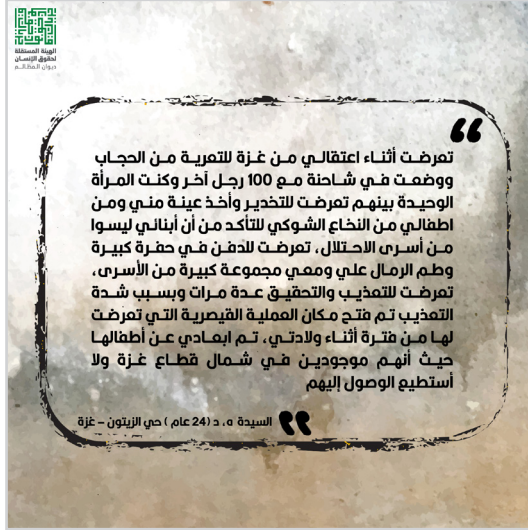 الهيئة المستقلة
لحقوق الإنسان
ديوان المظالم
تعرضت أثناء اعتقالي من غزة للتعرية من الحجاب
ووضعت في شاحنة مع 100 رجل آخر وكنت المرأة
الوحيدة بينهم تعرضت للتخدير وأخذ عينة مني ومن
اطفالي من النخاع الشوكي للتأكد من أن أبنائي ليسوا
من أسرى الاحتلال، تعرضت للدفن في حفرة كبيرة
وطم الرمال علي ومعي مجموعة كبيرة من الأسرى،
تعرضت للتعذيب والتحقيق عدة مرات وبسبب شدة
التعذيب تم فتح مكان العملية القيصرية التي تعرضت
لها من فترة أثناء ولادتي، تم ابعادي عن أطفالها
حيث أنهم موجودين في شمال قطاع غزة ولا
أستطيع الوصول إليهم
السيدة ه، د (24 عام ) حي الزيتون – غزة